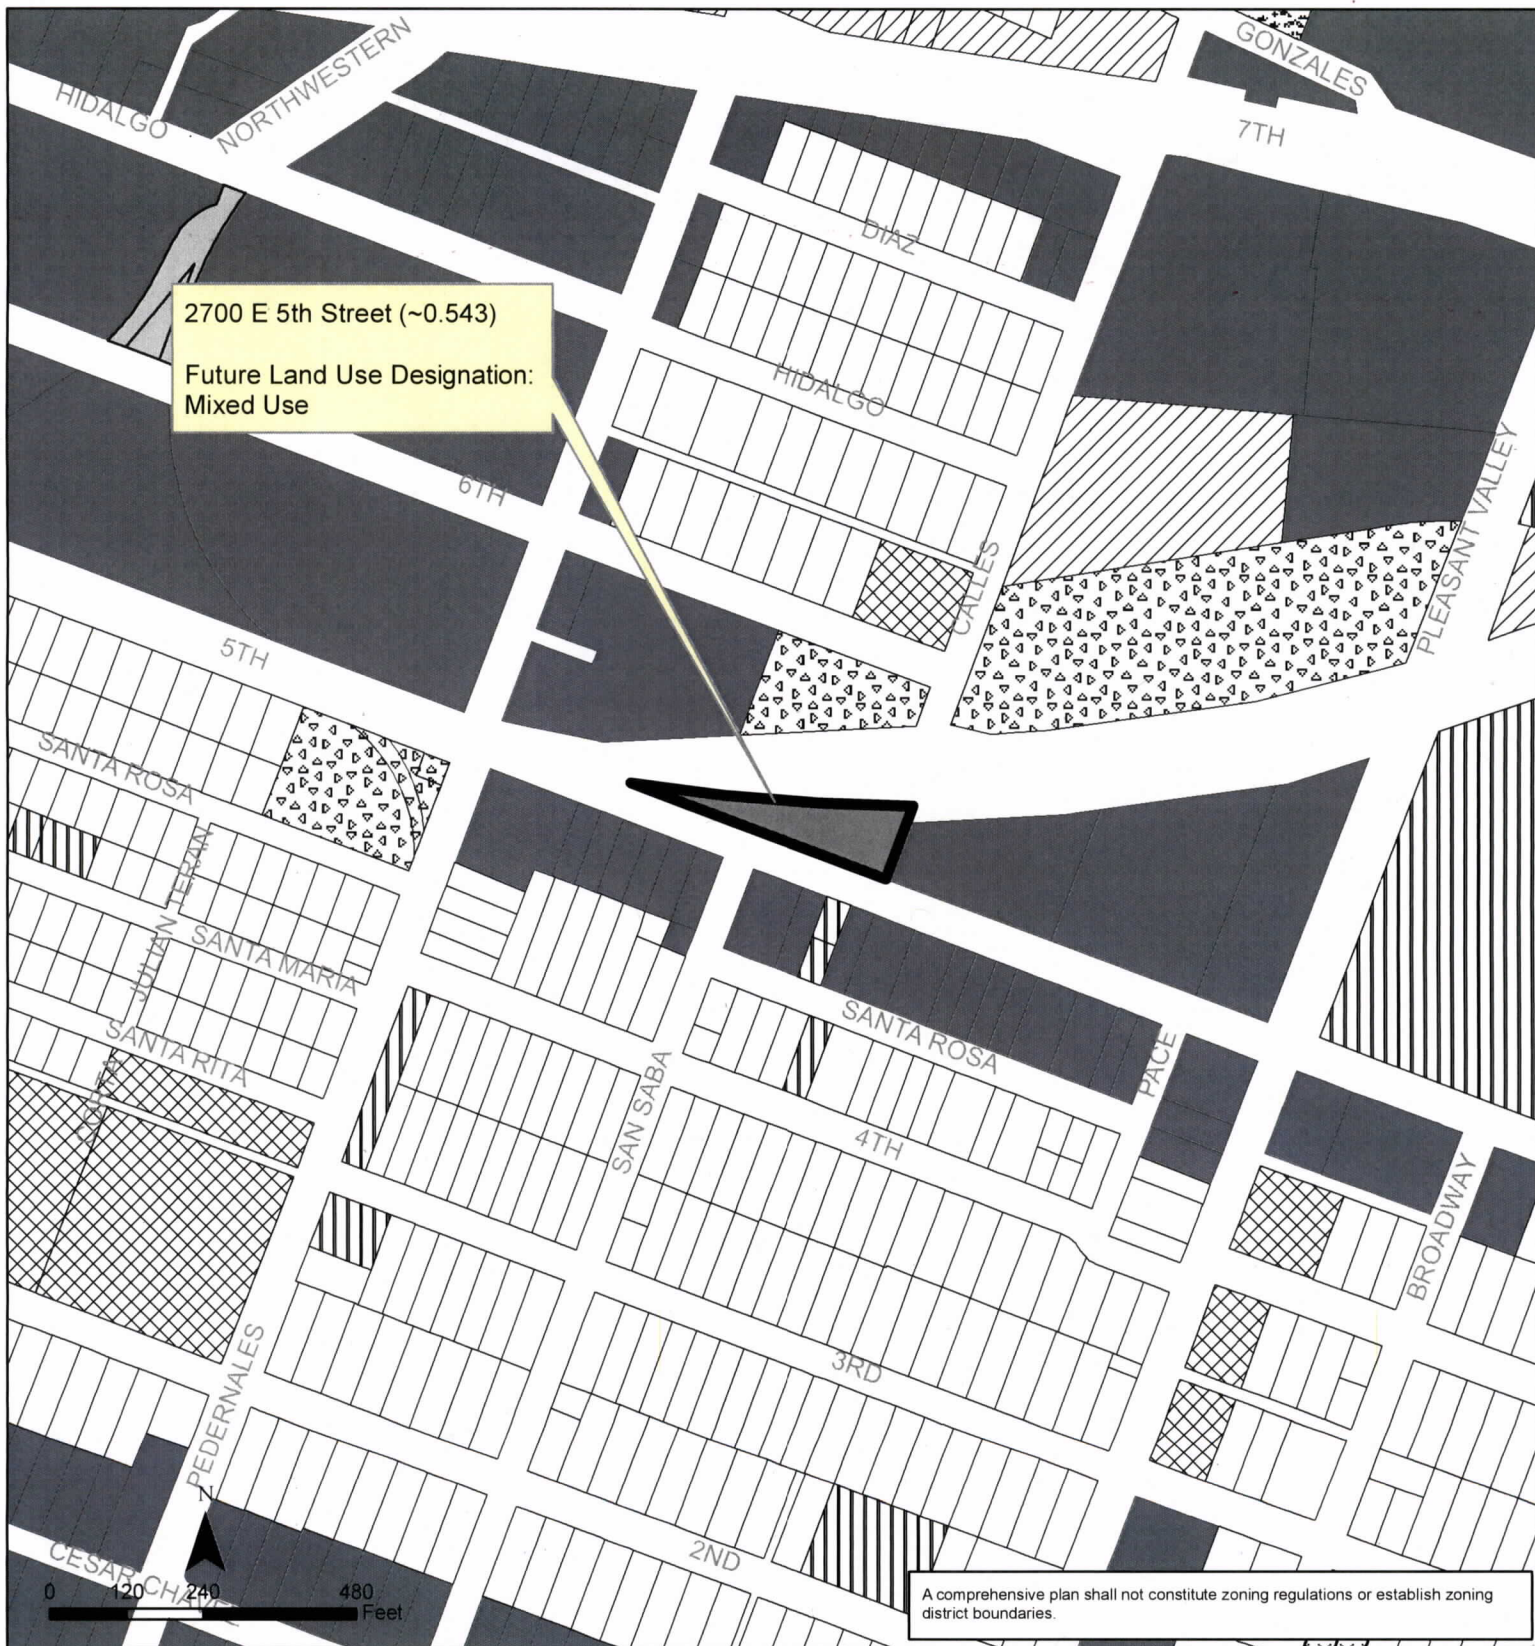 GONZALES
NORTHWESTERN
HIDALGO
7TH
DIAZ
2700 E 5th Street (~0.543)
Future Land Use Designation:
Mixed Use
HIDALGO
6TH
PLEASANT VALLEY
CALLES
5TH
SANTA ROSA
JULIAN TERAN
SANTA MARIA
SANTA ROSA
SANTA RITA
CORTA
PACE
SAN SABA
4TH
BROADWAY
3RD
PEDERNALES
N
2ND
CESAR CHAVEZ
0 120 240 480
Feet
A comprehensive plan shall not constitute zoning regulations or establish zoning
district boundaries.